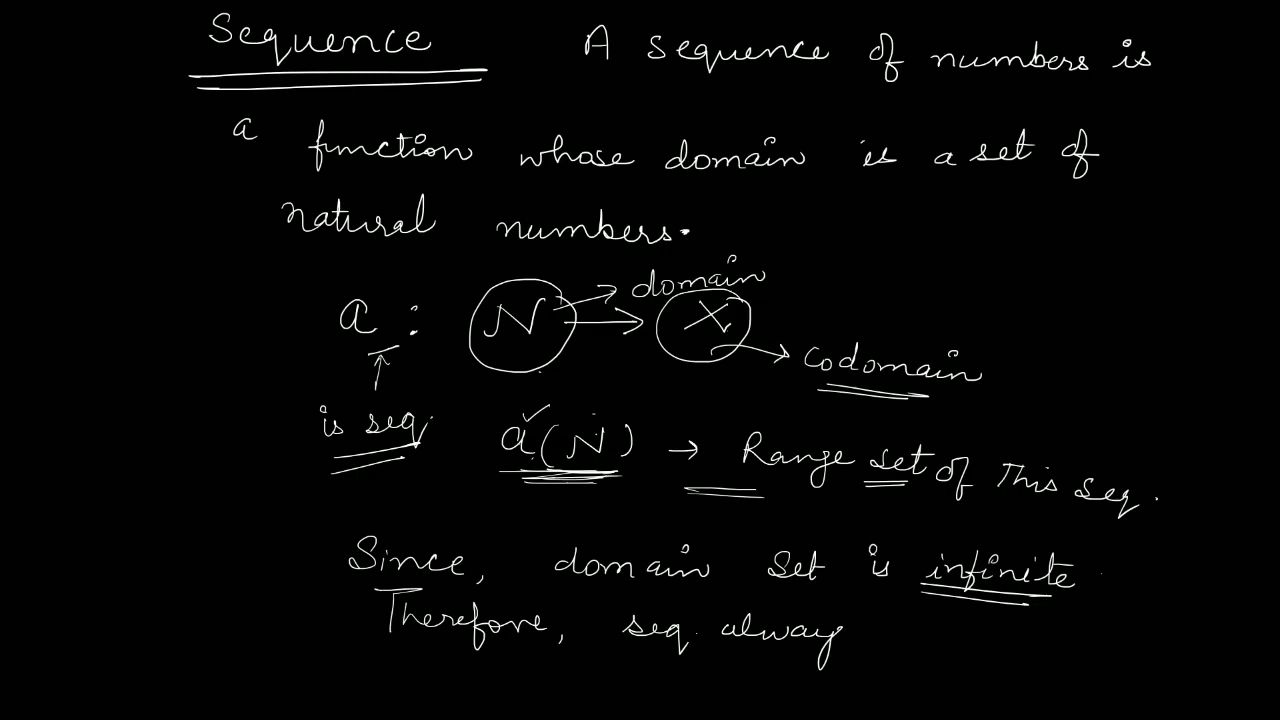 Sequence A sequence of numbers is
a function whose domain is a set of
natural numbers.
domain
a : N → X
codomain
is seq. a(N) → Range set of This seq.
Since, domain set is infinite
Therefore, seq. alway